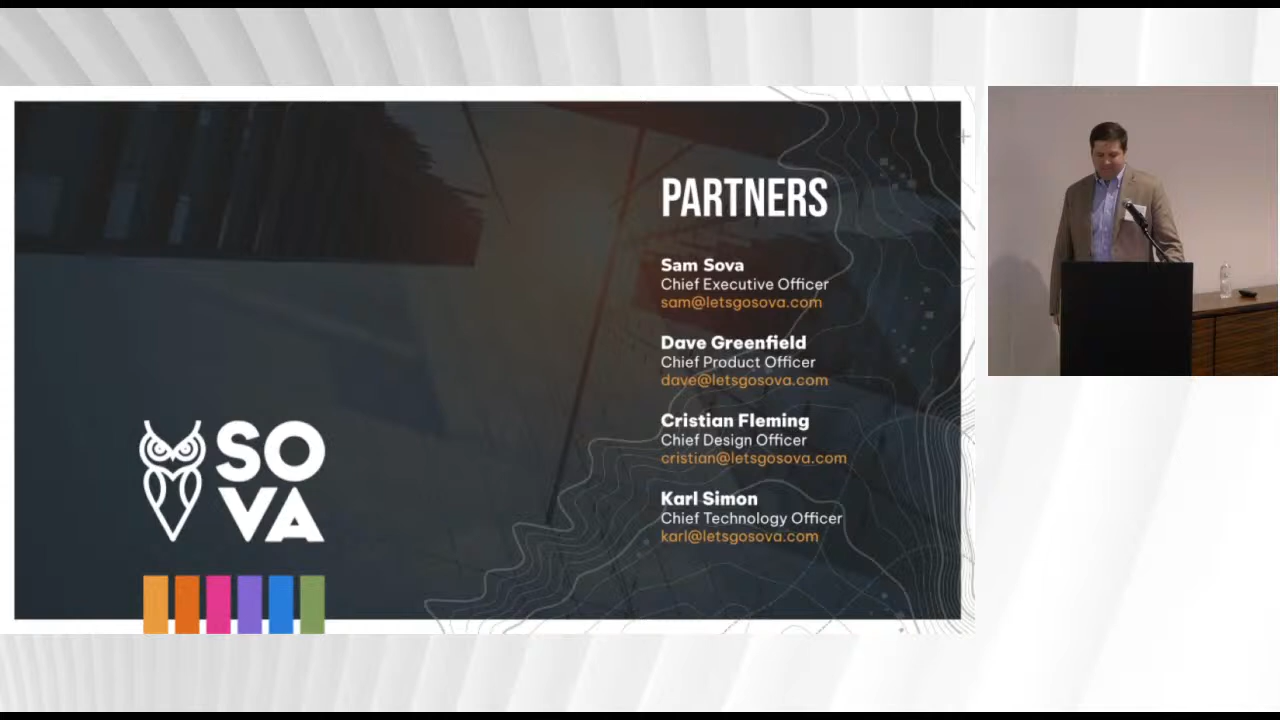 PARTNERS
Sam Sova
Chief Executive Officer
sam@letsgosova.com
Dave Greenfield
Chief Product Officer
dave@letsgosova.com
Cristian Fleming
Chief Design Officer
cristian@letsgosova.com
Karl Simon
Chief Technology Officer
karl@letsgosova.com
SO
VA